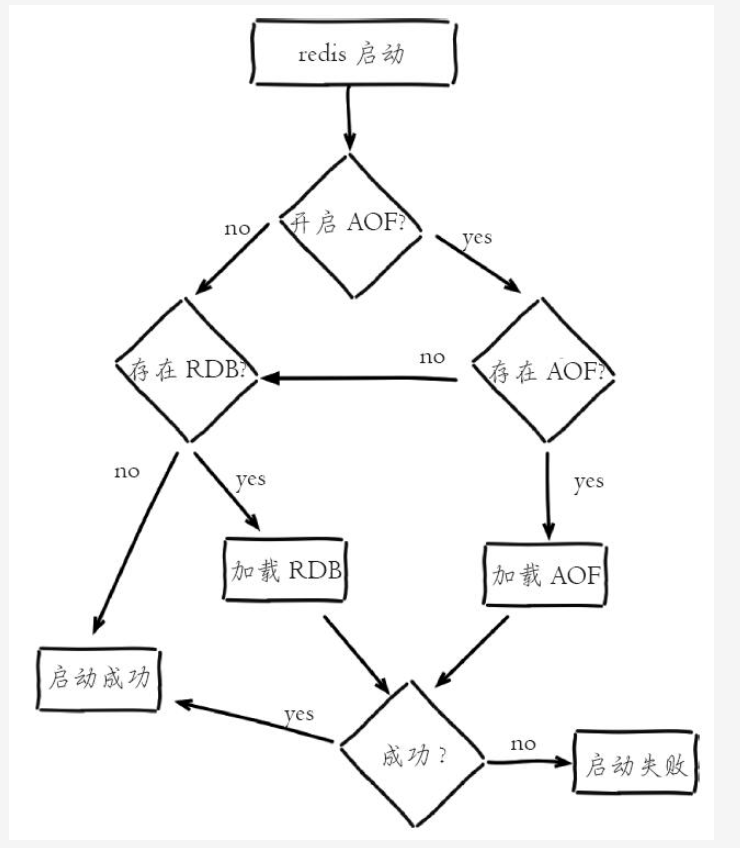 redis 启动
开启 AOF?
no
yes
存在 RDB?
no
存在 AOF?
no
yes
yes
加载 RDB
加载 AOF
启动成功
yes
成功?
no
启动失败